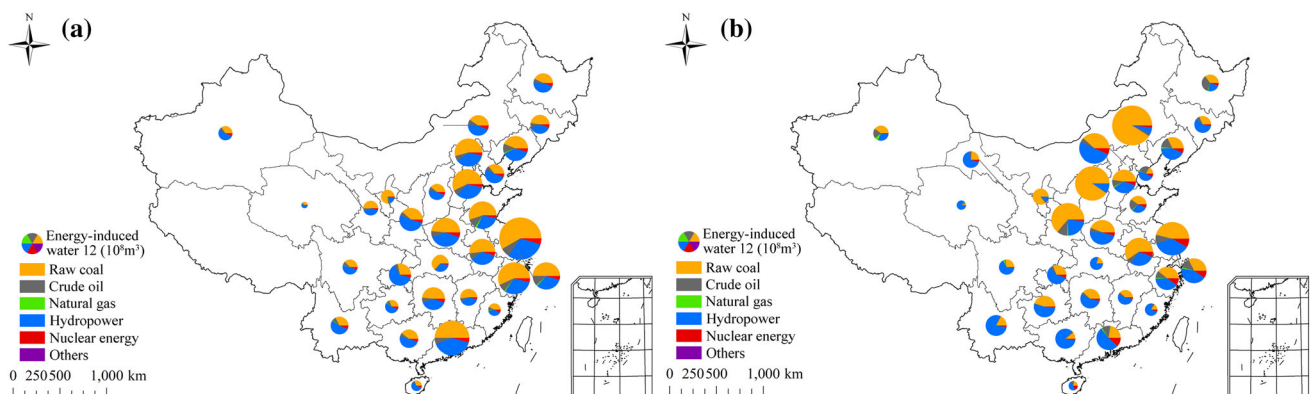 N
(a)
Energy-induced
water 12 (10⁸m³)
Raw coal
Crude oil
Natural gas
Hydropower
Nuclear energy
Others
0 250 500 1,000 km
N
(b)
Energy-induced
water 12 (10⁸m³)
Raw coal
Crude oil
Natural gas
Hydropower
Nuclear energy
Others
0 250 500 1,000 km